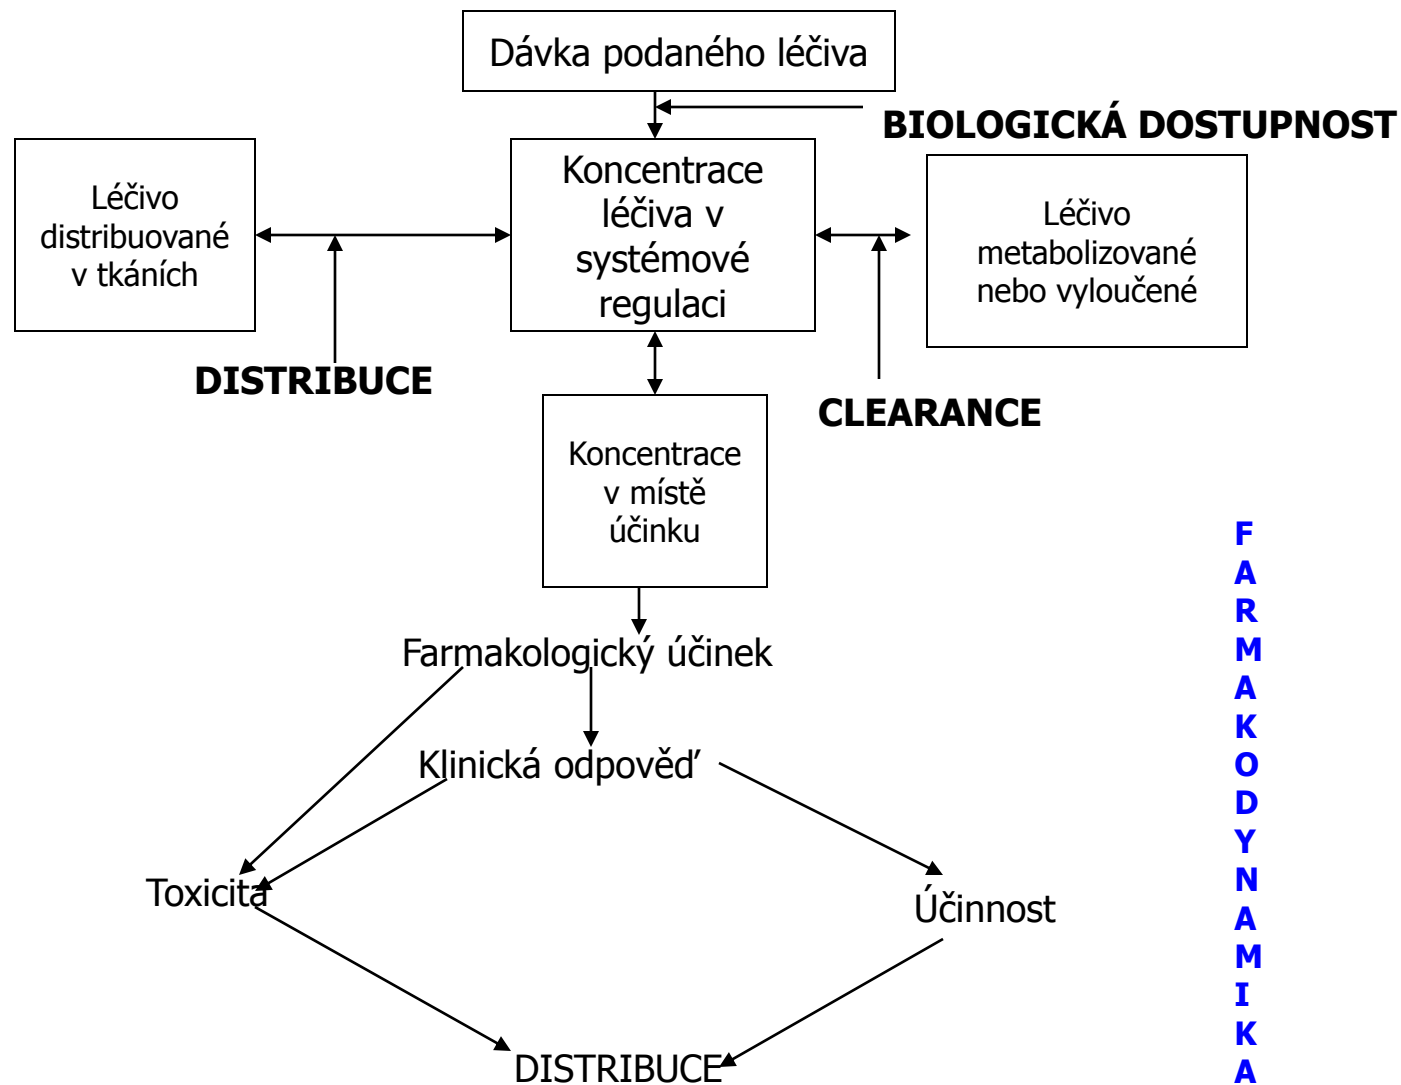 Dávka podaného léčiva
BIOLOGICKÁ DOSTUPNOST
Léčivo
distribuované
v tkáních
Koncentrace
léčiva v
systémové
regulaci
Léčivo
metabolizované
nebo vyloučené
DISTRIBUCE
CLEARANCE
Koncentrace
v místě
účinku
Farmakologický účinek
Klinická odpověď
Toxicita
Účinnost
DISTRIBUCE
F
A
R
M
A
K
O
D
Y
N
A
M
I
K
A